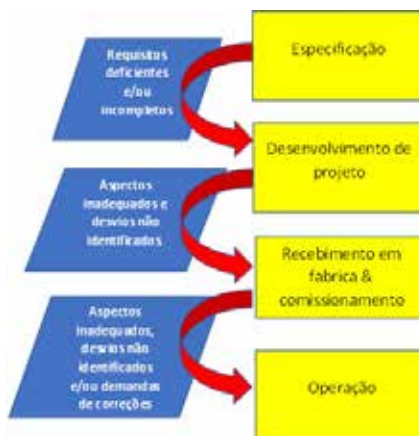 Requisitos
deficientes
e/ou
incompletos
Especificação
Desenvolvimento de
projeto
Aspectos
inadequados e
desvios não
identificados
Recebimento em
fabrica &
comissionamento
Aspectos
inadequados,
desvios não
identificados
e/ou demandas
de correções
Operação